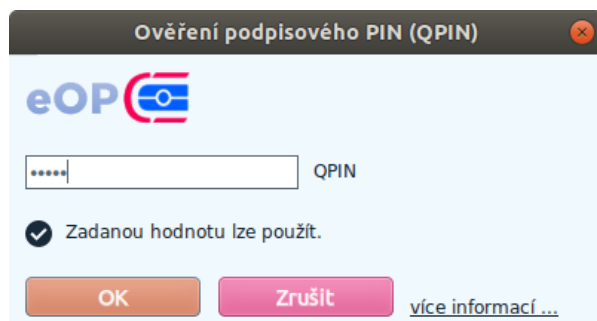 Ověření podpisového PIN (QPIN)
eOP
••••• QPIN
Zadanou hodnotu lze použít.
OK Zrušit více informací ...